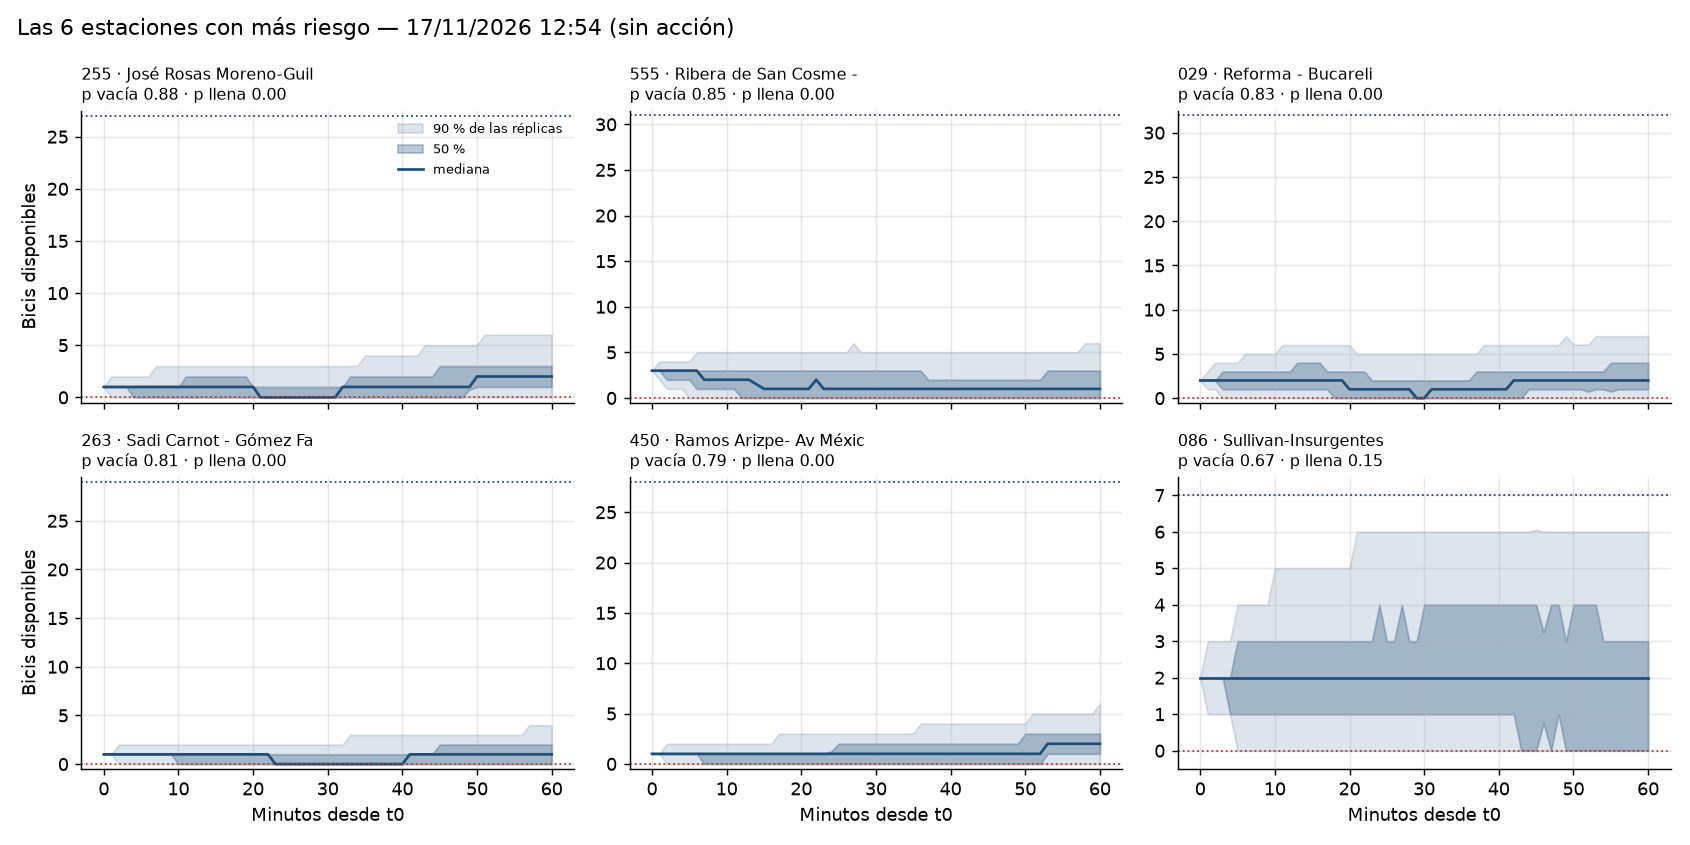 Las 6 estaciones con más riesgo — 17/11/2026 12:54 (sin acción)
255 · José Rosas Moreno-Guil
p vacía 0.88 · p llena 0.00
555 · Ribera de San Cosme -
p vacía 0.85 · p llena 0.00
029 · Reforma - Bucareli
p vacía 0.83 · p llena 0.00
Bicis disponibles
25
20
15
10
5
0
90 % de las réplicas
50 %
mediana
30
25
20
15
10
5
0
30
25
20
15
10
5
0
263 · Sadi Carnot - Gómez Fa
p vacía 0.81 · p llena 0.00
450 · Ramos Arizpe- Av Méxic
p vacía 0.79 · p llena 0.00
086 · Sullivan-Insurgentes
p vacía 0.67 · p llena 0.15
Bicis disponibles
25
20
15
10
5
0
0 10 20 30 40 50 60
Minutos desde t0
25
20
15
10
5
0
0 10 20 30 40 50 60
Minutos desde t0
7
6
5
4
3
2
1
0
0 10 20 30 40 50 60
Minutos desde t0